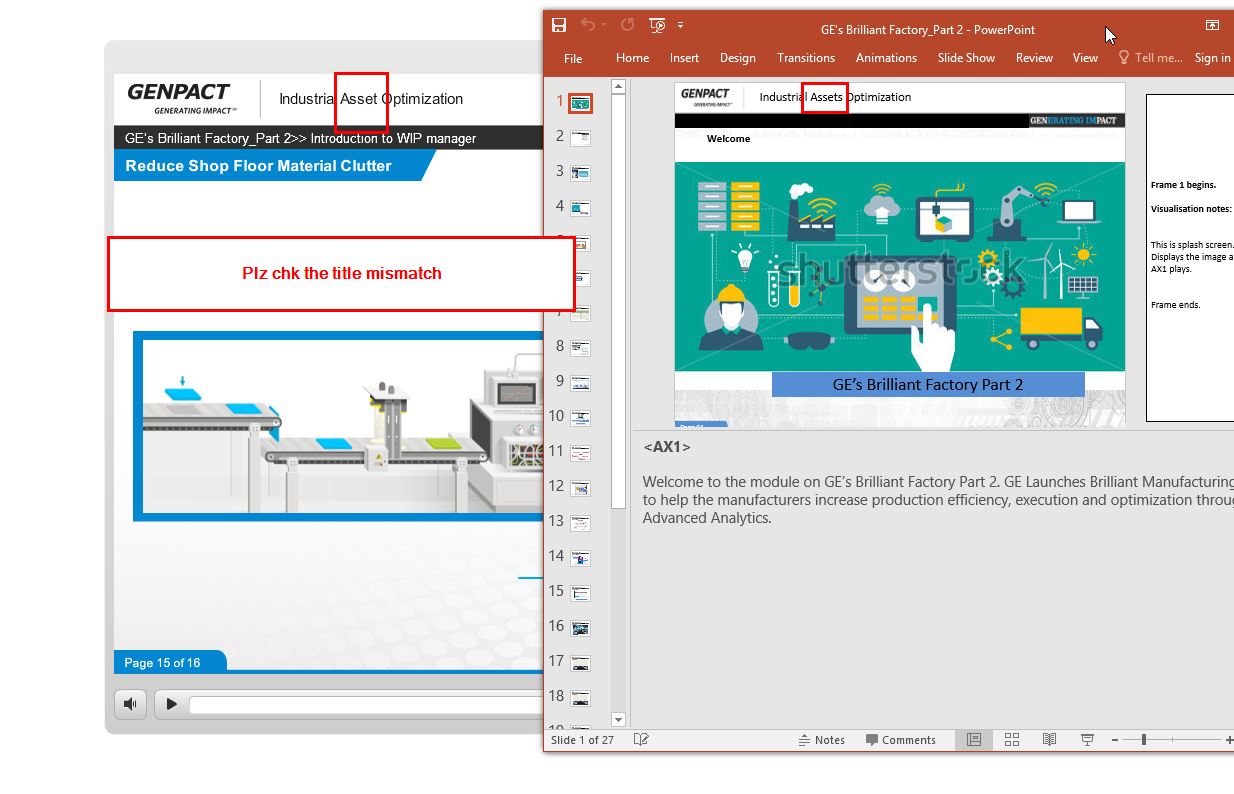 GENPACT
GENERATING IMPACT™
Industrial Asset Optimization
GE's Brilliant Factory_Part 2>> Introduction to WIP manager
Reduce Shop Floor Material Clutter
Plz chk the title mismatch
Page 15 of 16
GE's Brilliant Factory_Part 2 - PowerPoint
File Home Insert Design Transitions Animations Slide Show Review View Tell me... Sign in
1
2
3
4
7
8
9
10
11
12
13
14
15
16
17
18
GENPACT
GENERATING IMPACT™
Industrial Assets Optimization
GENERATING IMPACT
Welcome
shutterstock
GE’s Brilliant Factory Part 2
Frame 1 begins.
Visualisation notes:
This is splash screen.
Displays the image a
AX1 plays.
Frame ends.
<AX1>
Welcome to the module on GE’s Brilliant Factory Part 2. GE Launches Brilliant Manufacturing
to help the manufacturers increase production efficiency, execution and optimization throu
Advanced Analytics.
Slide 1 of 27 Notes Comments